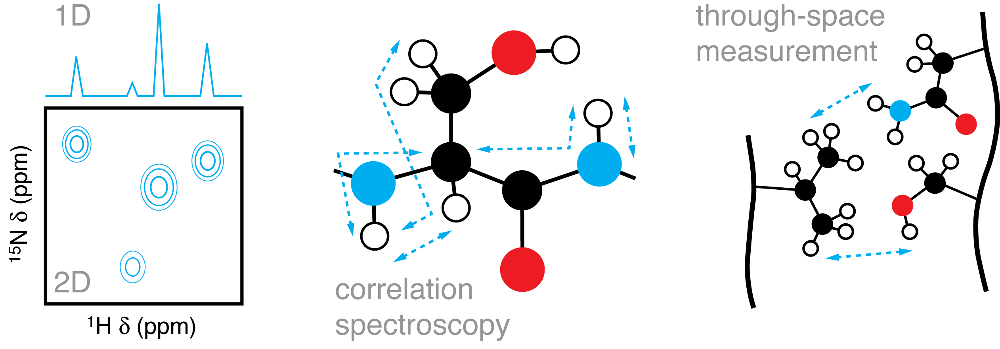 1D
2D
¹⁵N δ (ppm)
¹H δ (ppm)
correlation
spectroscopy
through-space
measurement